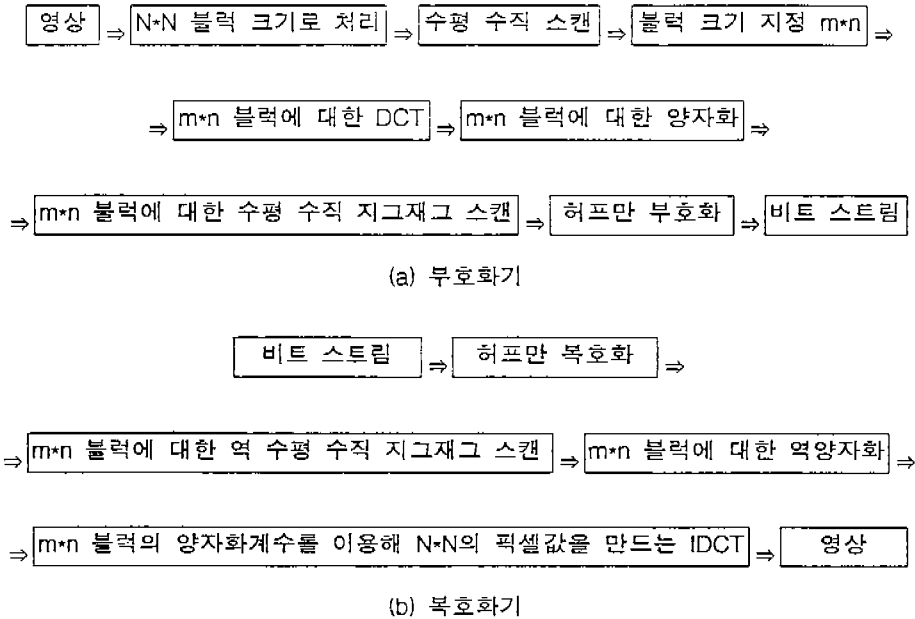 영상 ⇒ N*N 블럭 크기로 처리 ⇒ 수평 수직 스캔 ⇒ 블럭 크기 지정 m*n ⇒
⇒ m*n 블럭에 대한 DCT ⇒ m*n 블럭에 대한 양자화 ⇒
⇒ m*n 블럭에 대한 수평 수직 지그재그 스캔 ⇒ 허프만 부호화 ⇒ 비트 스트림
(a) 부호화기
비트 스트림 ⇒ 허프만 복호화 ⇒
⇒ m*n 블럭에 대한 역 수평 수직 지그재그 스캔 ⇒ m*n 블럭에 대한 역양자화 ⇒
⇒ m*n 블럭의 양자화계수를 이용해 N*N의 픽셀값을 만드는 IDCT ⇒ 영상
(b) 복호화기